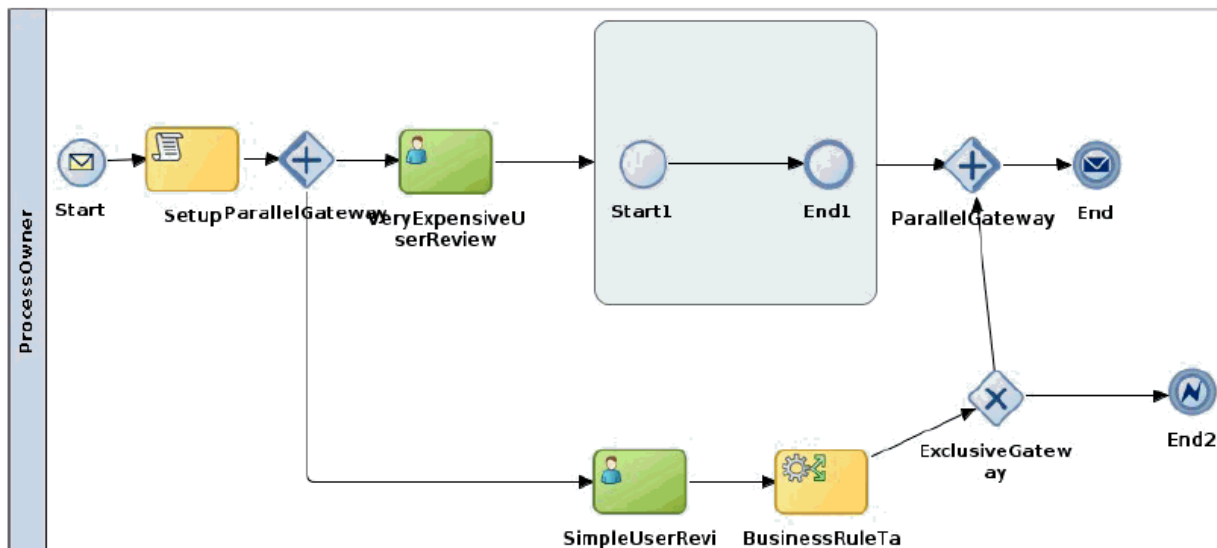 ProcessOwner
Start
Setup
ParallelGateway
VeryExpensiveU
serReview
Start1
End1
ParallelGateway
End
ExclusiveGatew
ay
End2
SimpleUserRevi
BusinessRuleTa